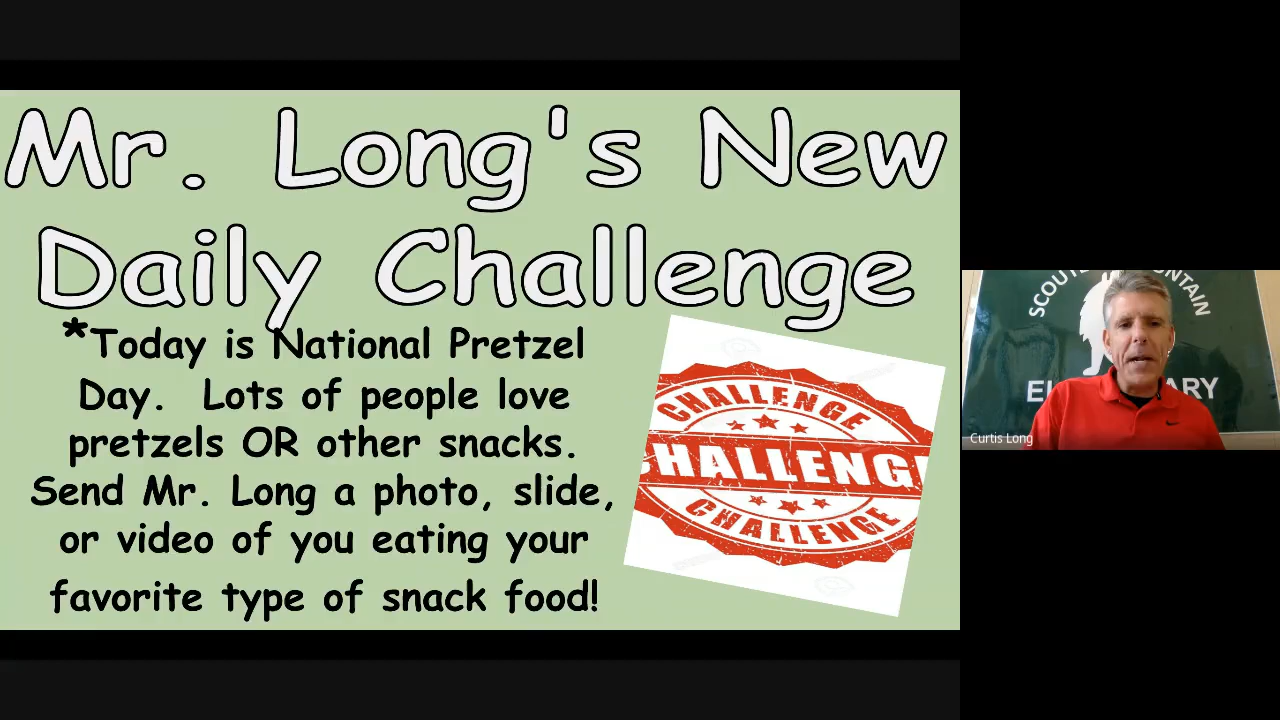 Mr. Long's New
Daily Challenge
*Today is National Pretzel
Day. Lots of people love
pretzels OR other snacks.
Send Mr. Long a photo, slide,
or video of you eating your
favorite type of snack food!
CHALLENGE
CHALLENGE
CHALLENGE
Curtis Long